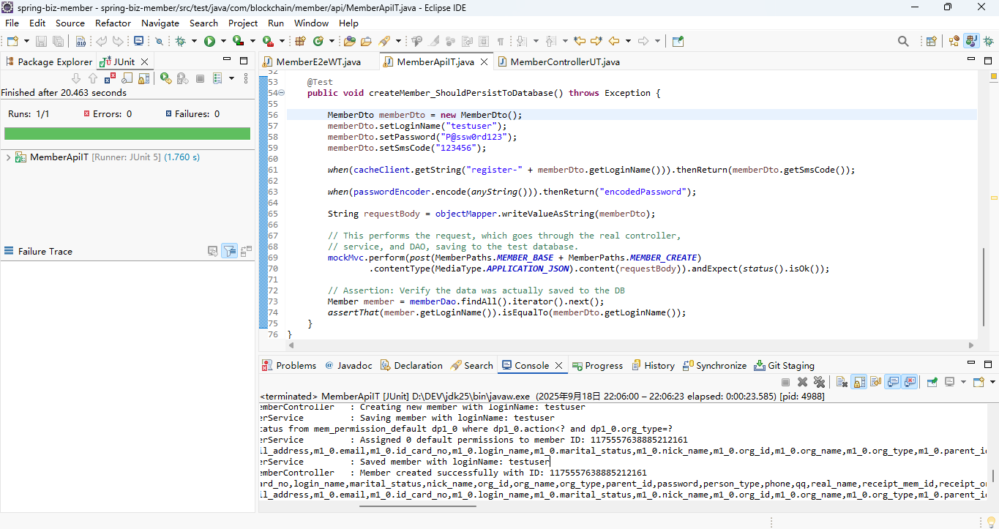 spring-biz-member - spring-biz-member/src/test/java/com/blockchain/member/api/MemberApiIT.java - Eclipse IDE
File Edit Source Refactor Navigate Search Project Run Window Help
Package Explorer JUnit
Finished after 20.463 seconds
Runs: 1/1 Errors: 0 Failures: 0
MemberApiIT [Runner: JUnit 5] (1.760 s)
Failure Trace
MemberE2eWT.java MemberApiIT.java MemberControllerUT.java
52
53 @Test
54 public void createMember_ShouldPersistToDatabase() throws Exception {
55
56 MemberDto memberDto = new MemberDto();
57 memberDto.setLoginName("testuser");
58 memberDto.setPassword("P@ssw0rd123");
59 memberDto.setSmsCode("123456");
60
61 when(cacheClient.getString("register-" + memberDto.getLoginName())).thenReturn(memberDto.getSmsCode());
62
63 when(passwordEncoder.encode(anyString())).thenReturn("encodedPassword");
64
65 String requestBody = objectMapper.writeValueAsString(memberDto);
66
67 // This performs the request, which goes through the real controller,
68 // service, and DAO, saving to the test database.
69 mockMvc.perform(post(MemberPaths.MEMBER_BASE + MemberPaths.MEMBER_CREATE)
70 .contentType(MediaType.APPLICATION_JSON).content(requestBody)).andExpect(status().isOk());
71
72 // Assertion: Verify the data was actually saved to the DB
73 Member member = memberDao.findAll().iterator().next();
74 assertThat(member.getLoginName()).isEqualTo(memberDto.getLoginName());
75 }
76 }
Problems Javadoc Declaration Search Console Progress History Synchronize Git Staging
<terminated> MemberApiIT [JUnit] D:\DEV\jdk25\bin\javaw.exe (2025年9月18日 22:06:00 – 22:06:23 elapsed: 0:00:23.585) [pid: 4988]
emberController : Creating new member with loginName: testuser
erService : Saving member with loginName: testuser
tatus from mem_permission_default dp1_0 where dp1_0.action<? and dp1_0.org_type=?
erService : Assigned 0 default permissions to member ID: 1175557638885212161
il_address,m1_0.email,m1_0.id_card_no,m1_0.login_name,m1_0.marital_status,m1_0.nick_name,m1_0.org_id,m1_0.org_name,m1_0.org_type,m1_0.parent_i
erService : Saved member with loginName: testuser
emberController : Member created successfully with ID: 1175557638885212161
ard_no,login_name,marital_status,nick_name,org_id,org_name,org_type,parent_id,password,person_type,phone,qq,real_name,receipt_mem_id,receipt_o
il_address,m1_0.email,m1_0.id_card_no,m1_0.login_name,m1_0.marital_status,m1_0.nick_name,m1_0.org_id,m1_0.org_name,m1_0.org_type,m1_0.parent_i